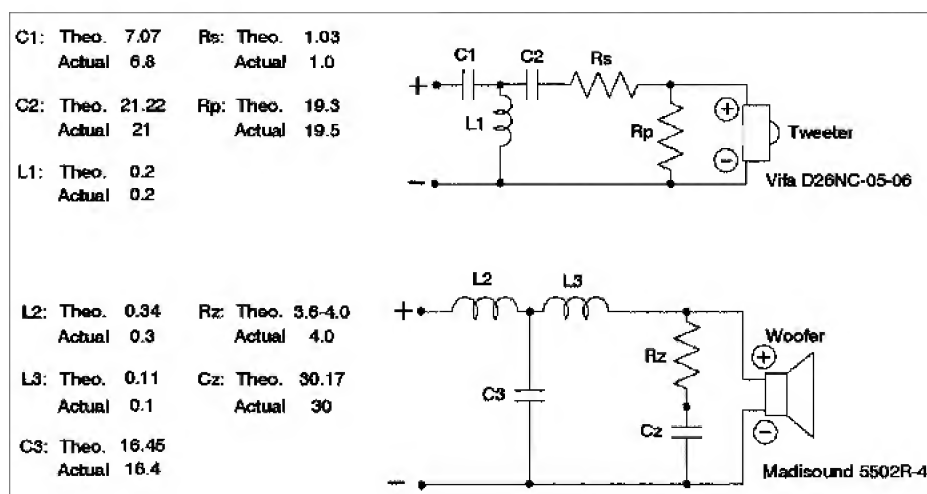 C1: Theo. 7.07 Rs: Theo. 1.03
Actual 6.8 Actual 1.0
C2: Theo. 21.22 Rp: Theo. 19.3
Actual 21 Actual 19.5
L1: Theo. 0.2
Actual 0.2
C1 C2 Rs
+
L1 Rp + Tweeter
−
− Vifa D26NC-05-06
L2: Theo. 0.34 Rz: Theo. 3.6-4.0
Actual 0.3 Actual 4.0
L3: Theo. 0.11 Cz: Theo. 30.17
Actual 0.1 Actual 30
C3: Theo. 16.45
Actual 16.4
L2 L3
+
Woofer
Rz +
C3
Cz −
− Madisound 5502R-4